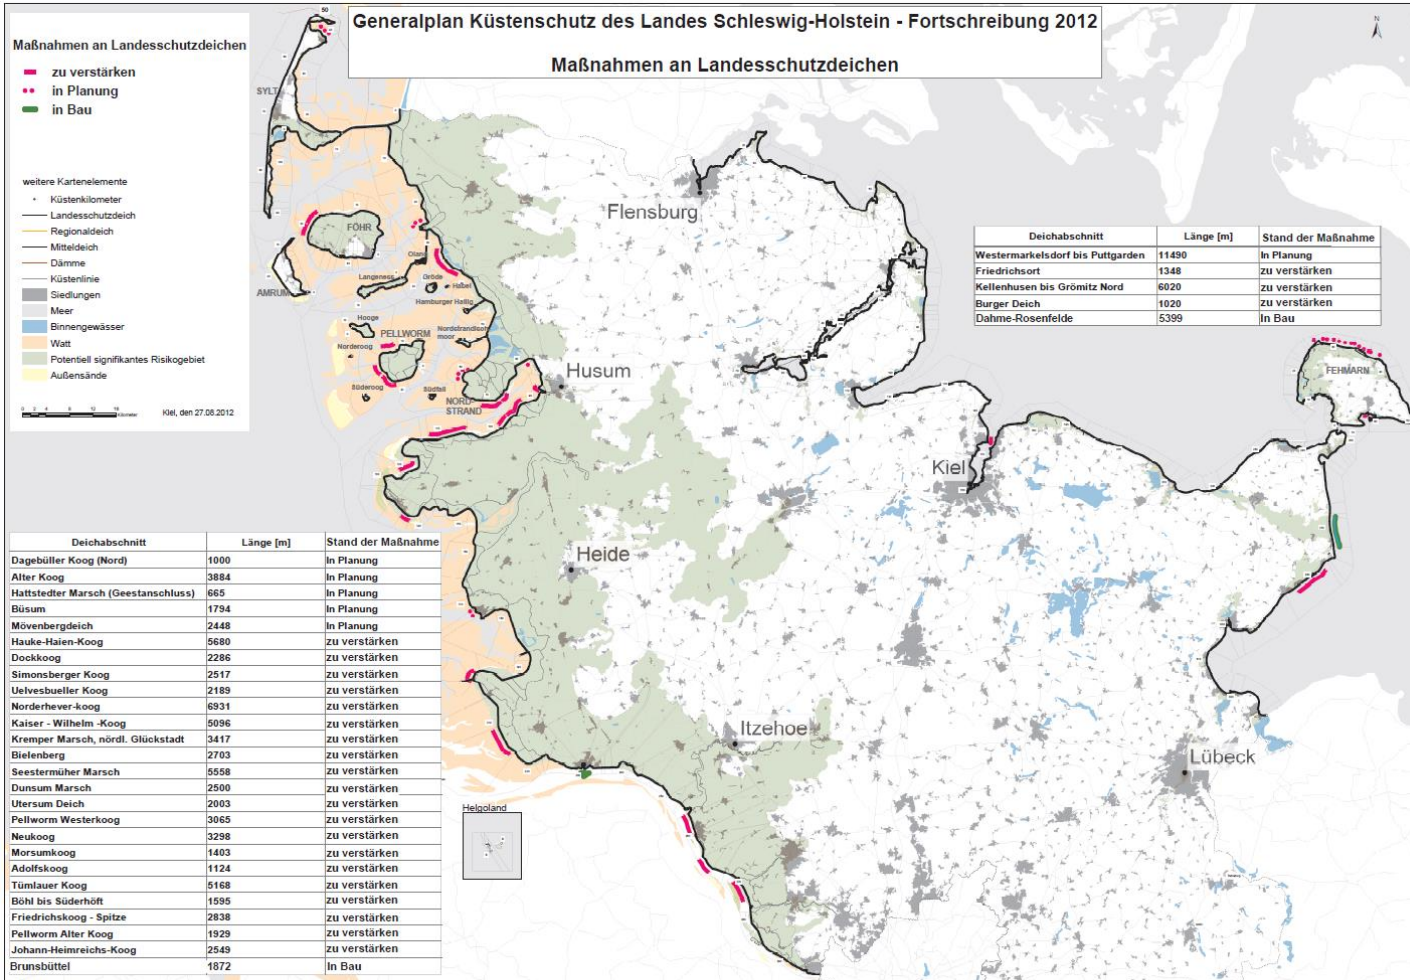 Generalplan Küstenschutz des Landes Schleswig-Holstein - Fortschreibung 2012
Maßnahmen an Landesschutzdeichen
Maßnahmen an Landesschutzdeichen
zu verstärken
in Planung
in Bau
weitere Kartenelemente
Küstenkilometer
Landesschutzdeich
Regionaldeich
Mitteldeich
Dämme
Küstenlinie
Siedlungen
Meer
Binnengewässer
Watt
Potentiell signifikantes Risikogebiet
Außensände
Kilometer
Kiel, den 27.08.2012
N
50
SYLT
FÖHR
AMRUM
Oland
Langeness
Gröde
Habel
Hamburger Hallig
Hooge
PELLWORM
Nordstrandisch-
moor
Norderoog
Süderoog
Südfall
NORD-
STRAND
Husum
Flensburg
Kiel
Heide
Itzehoe
Lübeck
FEHMARN
Helgoland
Deichabschnitt Länge [m] Stand der Maßnahme
Westermarkelsdorf bis Puttgarden 11490 In Planung
Friedrichsort 1348 zu verstärken
Kellenhusen bis Grömitz Nord 6020 zu verstärken
Burger Deich 1020 zu verstärken
Dahme-Rosenfelde 5399 In Bau
Deichabschnitt Länge [m] Stand der Maßnahme
Dagebüller Koog (Nord) 1000 In Planung
Alter Koog 3884 In Planung
Hattstedter Marsch (Geestanschluss) 665 In Planung
Büsum 1794 In Planung
Mövenbergdeich 2448 In Planung
Hauke-Haien-Koog 5680 zu verstärken
Dockkoog 2286 zu verstärken
Simonsberger Koog 2517 zu verstärken
Uelvesbueller Koog 2189 zu verstärken
Norderhever-koog 6931 zu verstärken
Kaiser - Wilhelm -Koog 5096 zu verstärken
Kremper Marsch, nördl. Glückstadt 3417 zu verstärken
Bielenberg 2703 zu verstärken
Seestermüher Marsch 5558 zu verstärken
Dunsum Marsch 2500 zu verstärken
Utersum Deich 2003 zu verstärken
Pellworm Westerkoog 3065 zu verstärken
Neukoog 3298 zu verstärken
Morsumkoog 1403 zu verstärken
Adolfskoog 1124 zu verstärken
Tümlauer Koog 5168 zu verstärken
Böhl bis Süderhöft 1595 zu verstärken
Friedrichskoog - Spitze 2838 zu verstärken
Pellworm Alter Koog 1929 zu verstärken
Johann-Heimreichs-Koog 2549 zu verstärken
Brunsbüttel 1872 In Bau